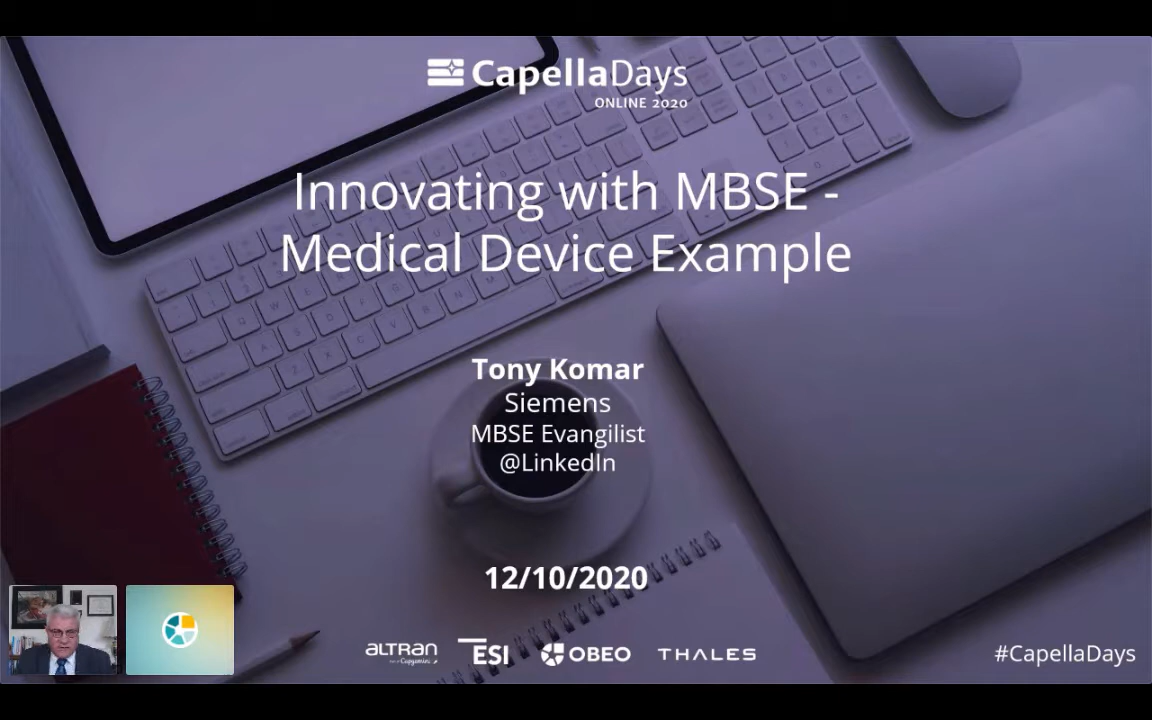 CapellaDays
ONLINE 2020
Innovating with MBSE -
Medical Device Example
Tony Komar
Siemens
MBSE Evangilist
@LinkedIn
12/10/2020
ALTRAN
ESI
OBEO
THALES
#CapellaDays